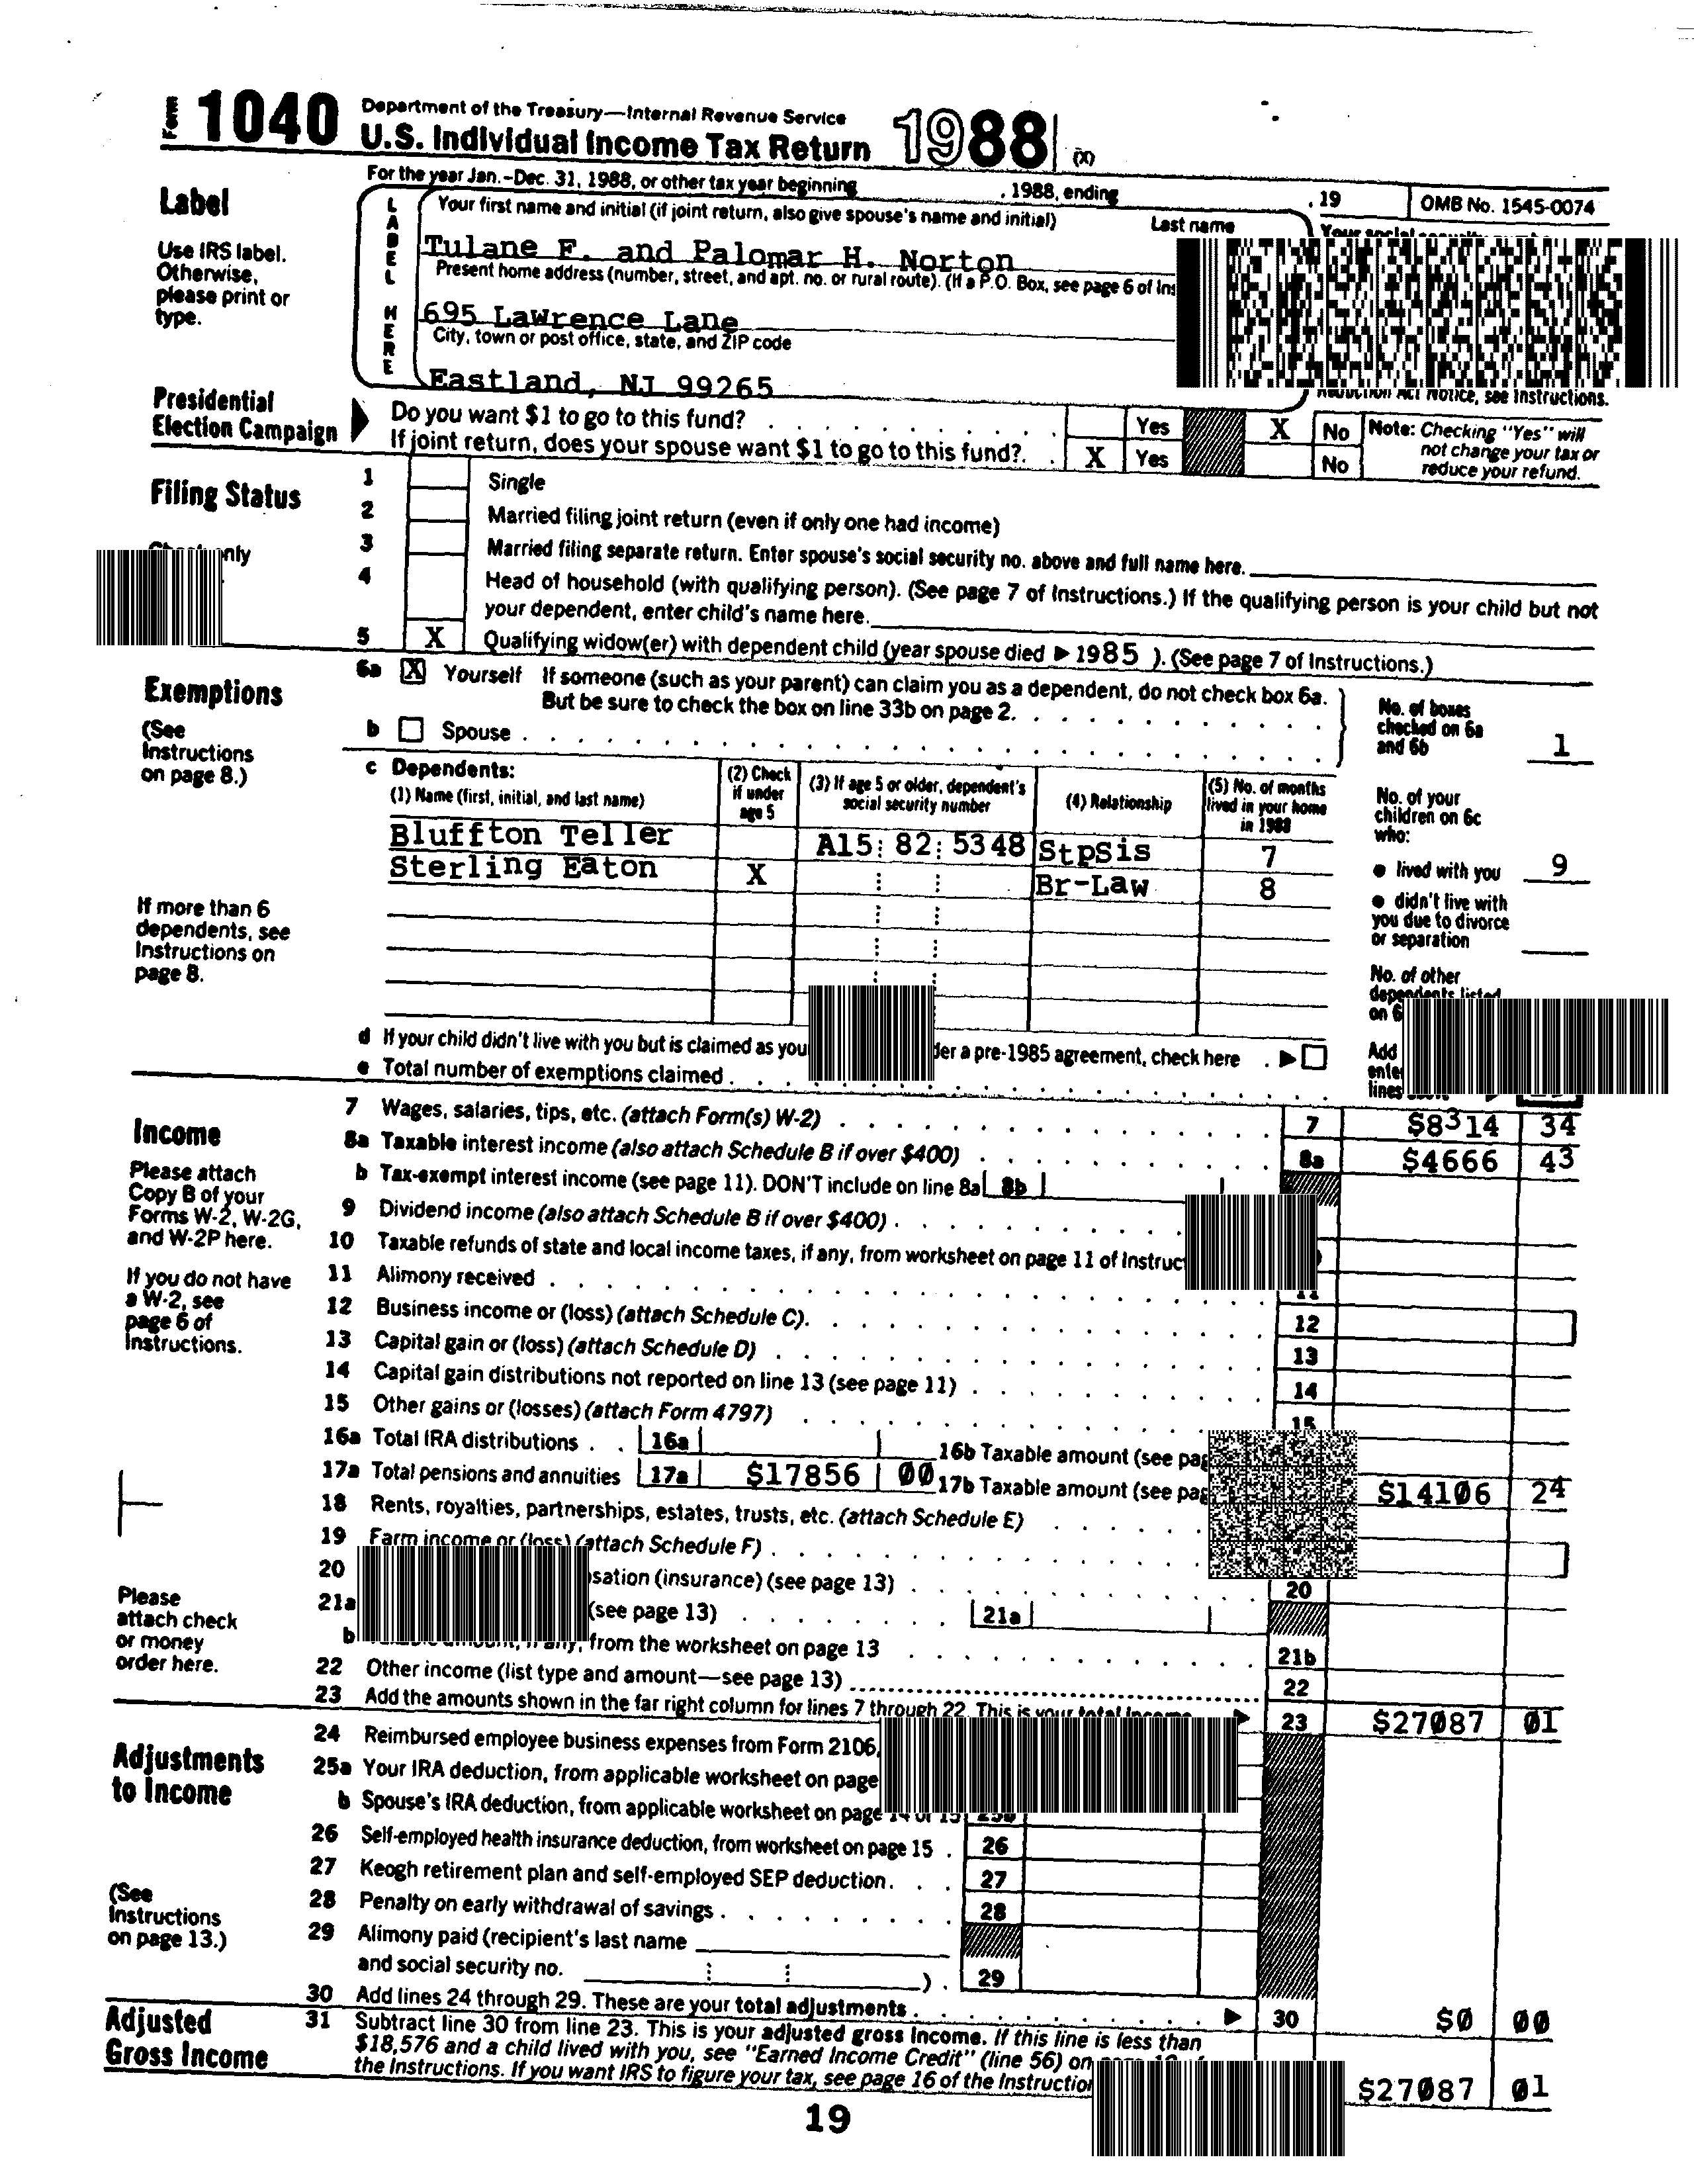 Form 1040 Department of the Treasury—Internal Revenue Service
U.S. Individual Income Tax Return 1988 (X)
For the year Jan.-Dec. 31, 1988, or other tax year beginning , 1988, ending , 19 OMB No. 1545-0074
Label
Use IRS label. Otherwise, please print or type.
LABEL HERE
Your first name and initial (if joint return, also give spouse's name and initial) Last name
Tulane F. and Palomar H. Norton
Present home address (number, street, and apt. no. or rural route). (If a P.O. Box, see page 6 of
695 Lawrence Lane
City, town or post office, state, and ZIP code
Eastland, NJ 99265
Act Notice, see Instructions.
Presidential Election Campaign
Do you want $1 to go to this fund? Yes X No
If joint return, does your spouse want $1 to go to this fund? X Yes No
Note: Checking "Yes" will not change your tax or reduce your refund.
Filing Status
only
1 Single
2 Married filing joint return (even if only one had income)
3 Married filing separate return. Enter spouse's social security no. above and full name here.
4 Head of household (with qualifying person). (See page 7 of Instructions.) If the qualifying person is your child but not
your dependent, enter child's name here.
5 X Qualifying widow(er) with dependent child (year spouse died ▶ 1985 ). (See page 7 of Instructions.)
Exemptions
(See Instructions on page 8.)
6a X Yourself If someone (such as your parent) can claim you as a dependent, do not check box 6a.
But be sure to check the box on line 33b on page 2.
b Spouse
No. of boxes checked on 6a and 6b 1
c Dependents:
(1) Name (first, initial, and last name) (2) Check if under age 5 (3) If age 5 or older, dependent's social security number (4) Relationship (5) No. of months lived in your home in 1988
Bluffton Teller A15 82 5348 StpSis 7
Sterling Eaton X Br-Law 8
No. of your children on 6c who:
● lived with you 9
● didn't live with you due to divorce or separation
No. of other dependents listed
If more than 6 dependents, see Instructions on page 8.
d If your child didn't live with you but is claimed as a pre-1985 agreement, check here ▶
e Total number of exemptions claimed
Add
lines
Income
Please attach Copy B of your Forms W-2, W-2G, and W-2P here.
If you do not have a W-2, see page 6 of Instructions.
7 Wages, salaries, tips, etc. (attach Form(s) W-2) 7 $8314 34
8a Taxable interest income (also attach Schedule B if over $400) 8a $4666 43
b Tax-exempt interest income (see page 11). DON'T include on line 8a 8b
9 Dividend income (also attach Schedule B if over $400)
10 Taxable refunds of state and local income taxes, if any, from worksheet on page 11 of
11 Alimony received 11
12 Business income or (loss) (attach Schedule C) 12
13 Capital gain or (loss) (attach Schedule D) 13
14 Capital gain distributions not reported on line 13 (see page 11) 14
15 Other gains or (losses) (attach Form 4797) 15
16a Total IRA distributions 16a 16b Taxable amount (see
17a Total pensions and annuities 17a $17856 00 17b Taxable amount (see $14106 24
18 Rents, royalties, partnerships, estates, trusts, etc. (attach Schedule E)
19 Farm income or (loss) (attach Schedule F)
20 (insurance) (see page 13) 20
21a (see page 13) 21a
b any, from the worksheet on page 13 21b
22 Other income (list type and amount—see page 13) 22
23 Add the amounts shown in the far right column for lines 7 through 22. This is your total income ▶ 23 $27087 01
Please attach check or money order here.
Adjustments to Income
(See Instructions on page 13.)
24 Reimbursed employee business expenses from Form 2106,
25a Your IRA deduction, from applicable worksheet on page
b Spouse's IRA deduction, from applicable worksheet on page 14 or 15 25b
26 Self-employed health insurance deduction, from worksheet on page 15 26
27 Keogh retirement plan and self-employed SEP deduction 27
28 Penalty on early withdrawal of savings 28
29 Alimony paid (recipient's last name
and social security no. ) 29
30 Add lines 24 through 29. These are your total adjustments ▶ 30 $0 00
Adjusted Gross Income
31 Subtract line 30 from line 23. This is your adjusted gross income. If this line is less than
$18,576 and a child lived with you, see "Earned Income Credit" (line 56) on
the Instructions. If you want IRS to figure your tax, see page 16 of the $27087 01
19